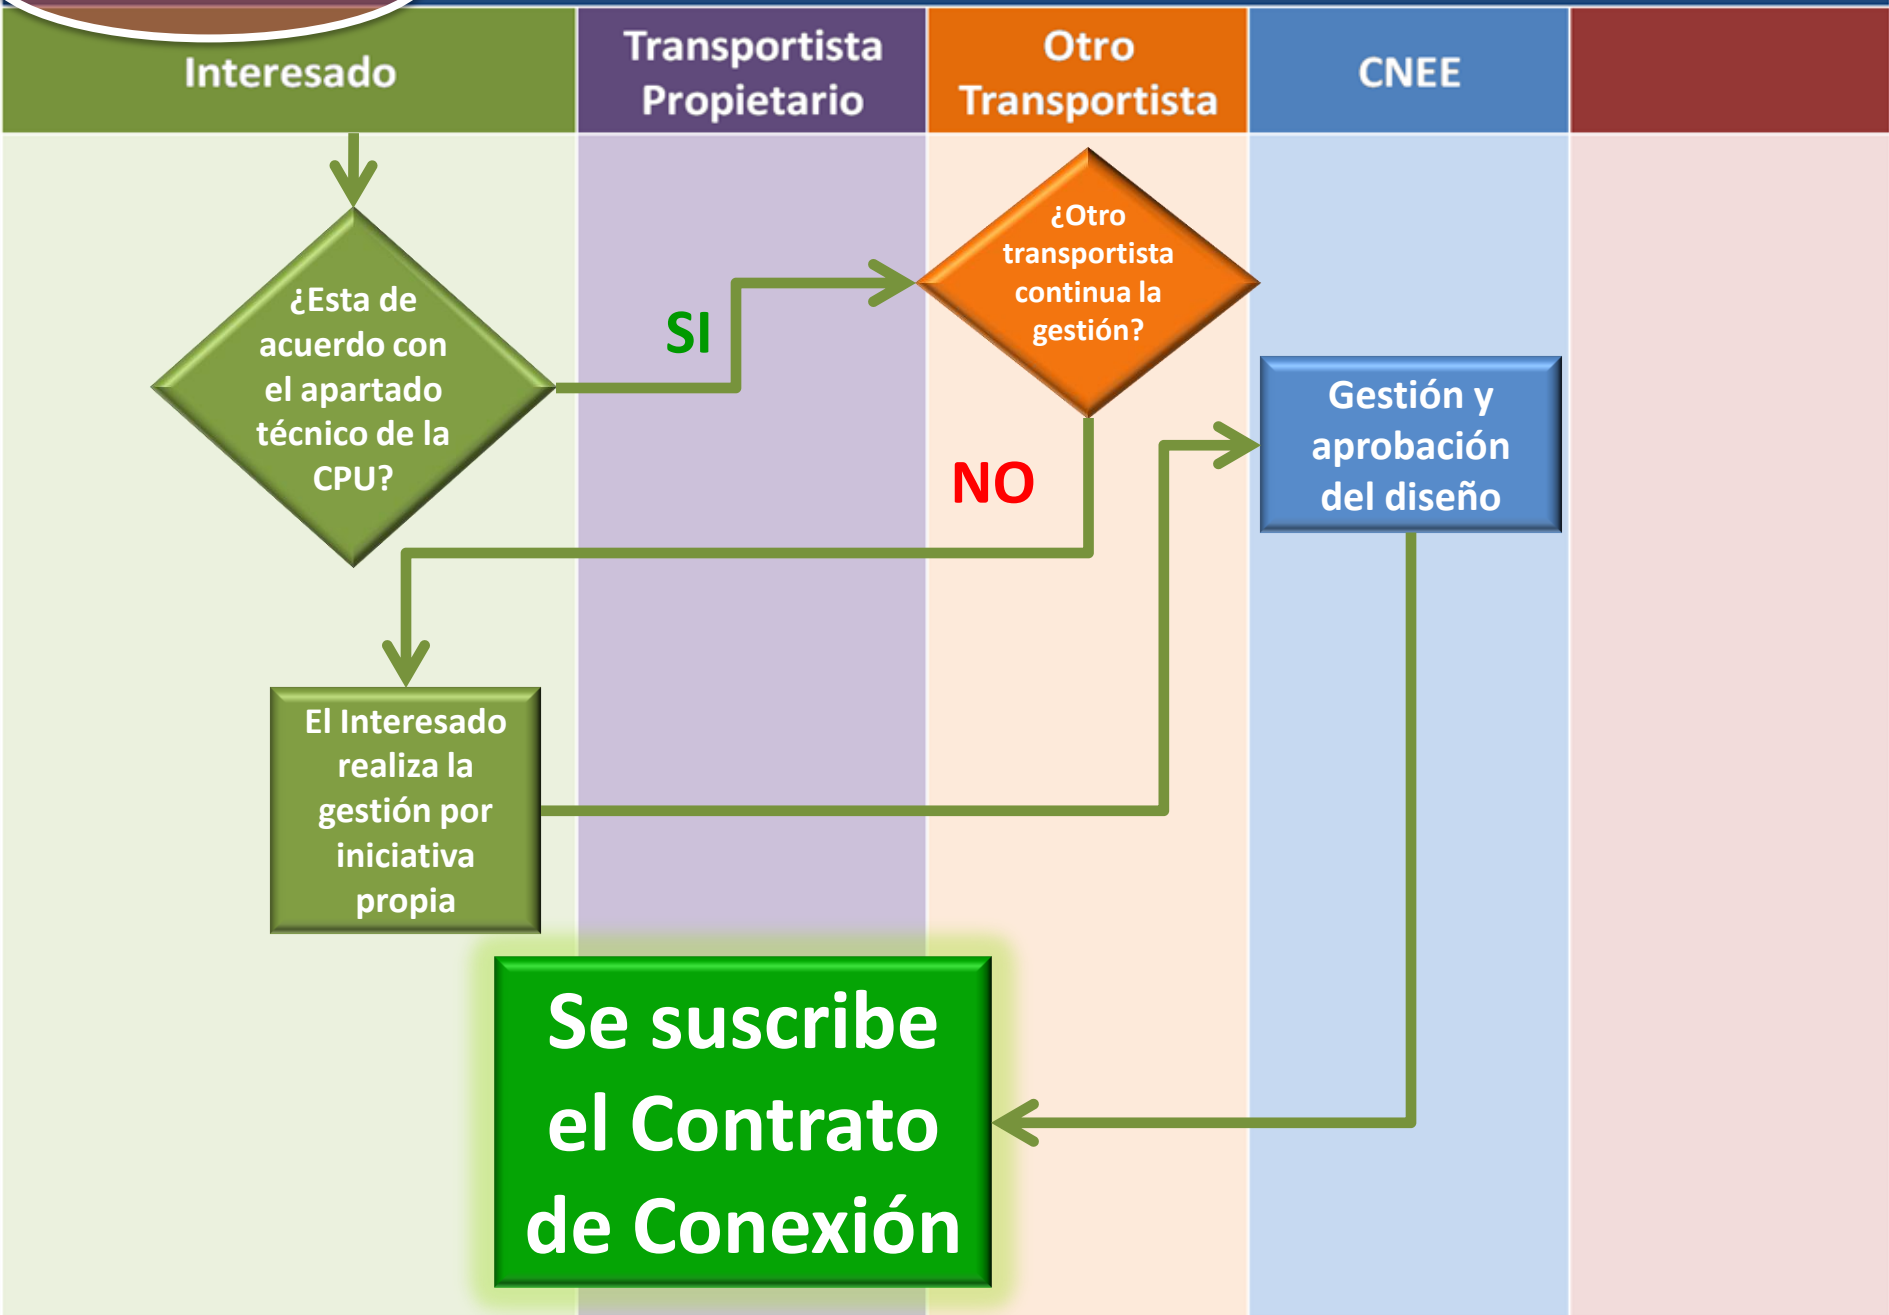 Interesado
Transportista
Propietario
Otro
Transportista
CNEE
¿Esta de
acuerdo con
el apartado
técnico de la
CPU?
SI
¿Otro
transportista
continua la
gestión?
NO
Gestión y
aprobación
del diseño
El Interesado
realiza la
gestión por
iniciativa
propia
Se suscribe
el Contrato
de Conexión